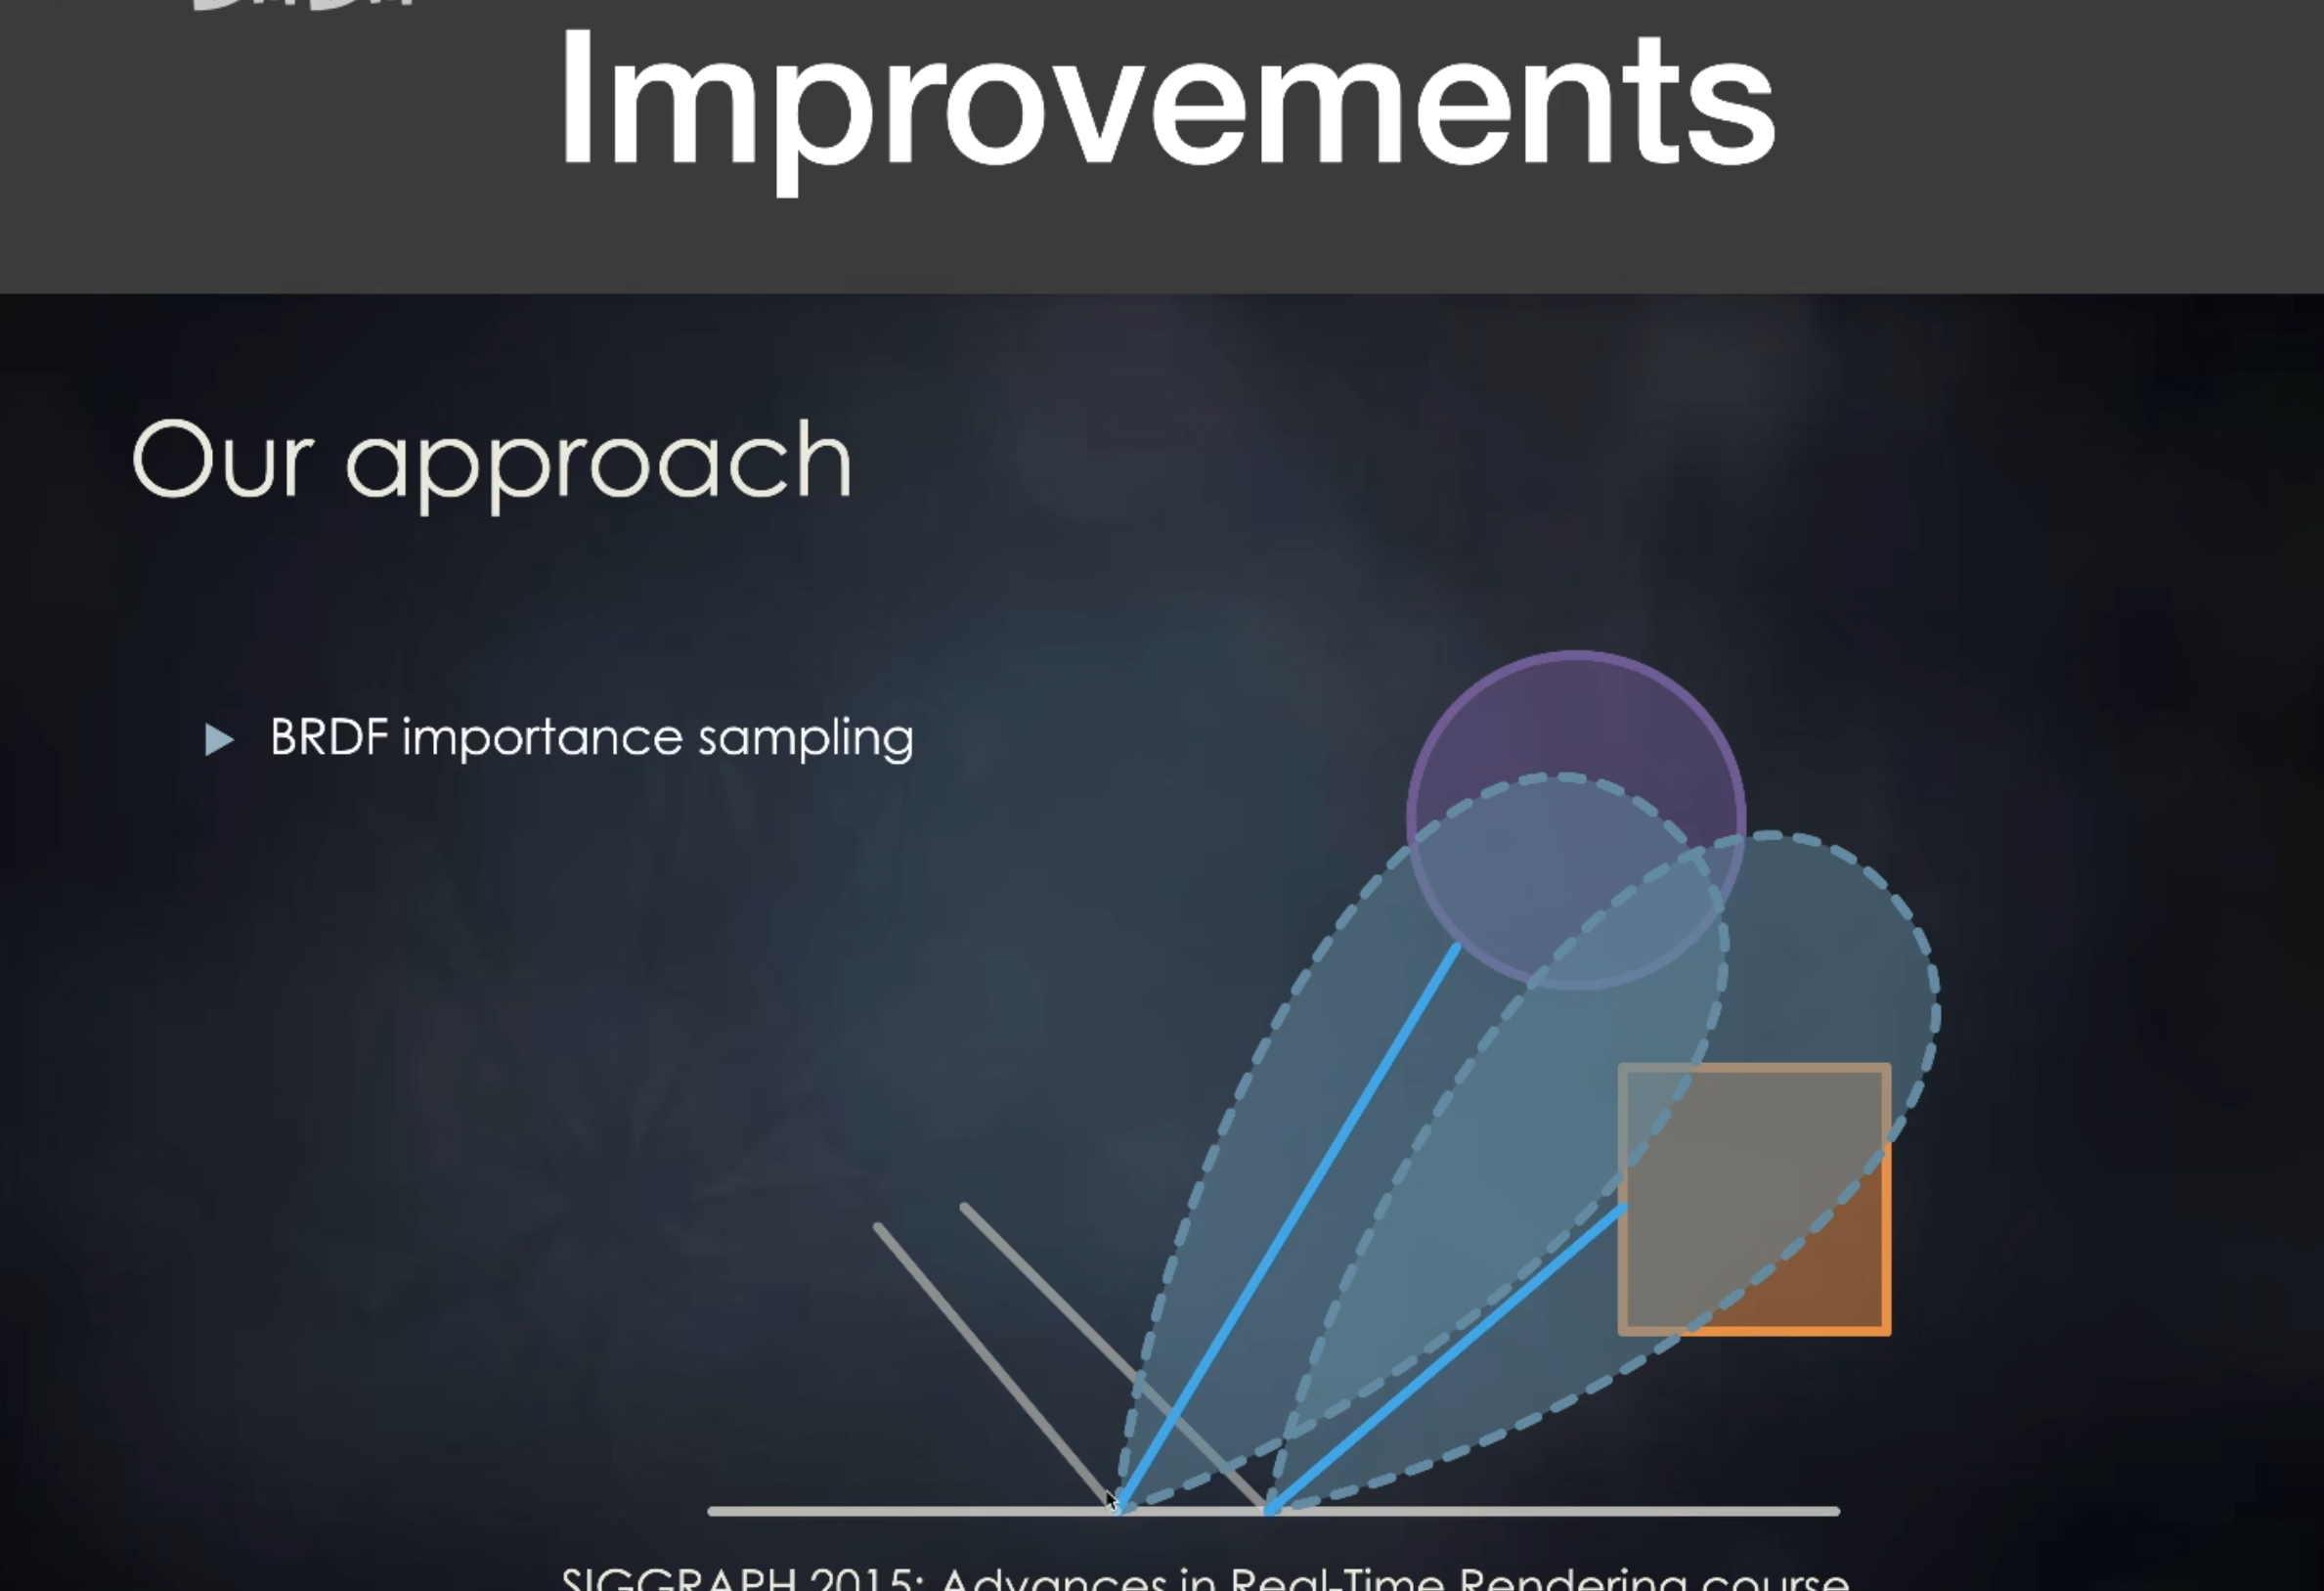 Improvements
Our approach
BRDF importance sampling
SIGGRAPH 2015: Advances in Real-Time Rendering course